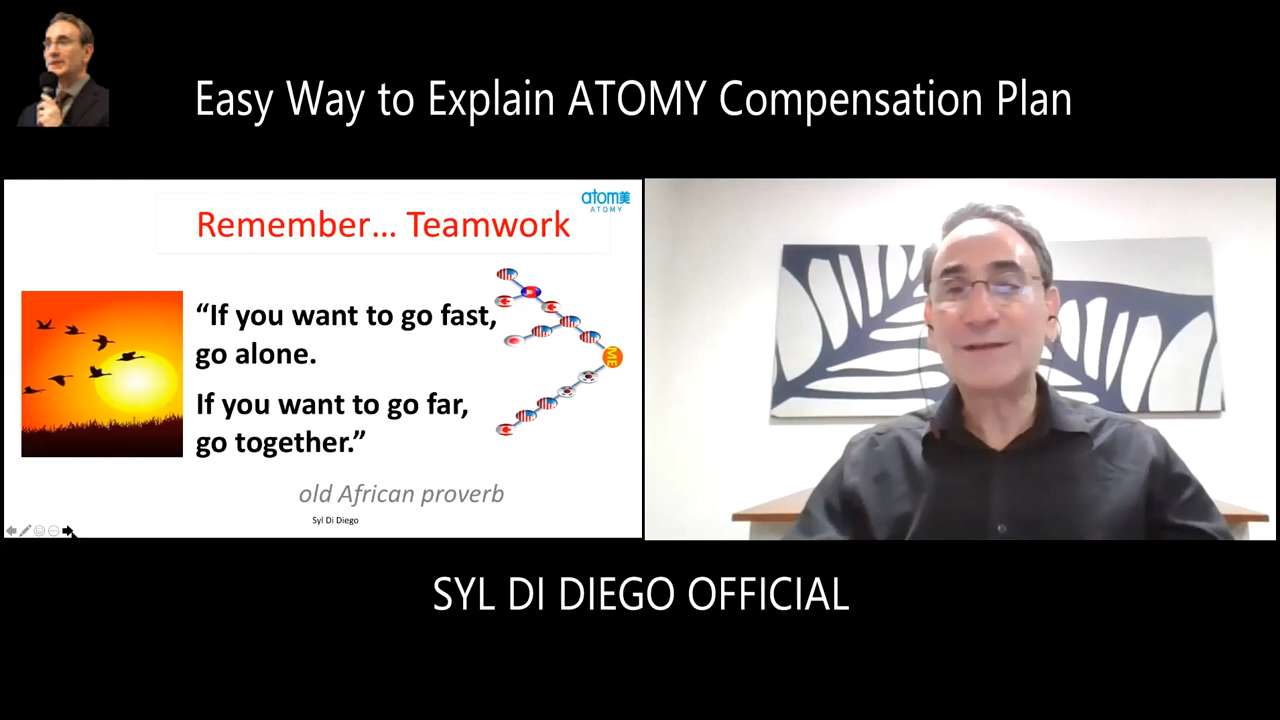 Easy Way to Explain ATOMY Compensation Plan
atom美
ATOMY
Remember... Teamwork
“If you want to go fast,
go alone.
ME
If you want to go far,
go together.”
old African proverb
Syl Di Diego
SYL DI DIEGO OFFICIAL